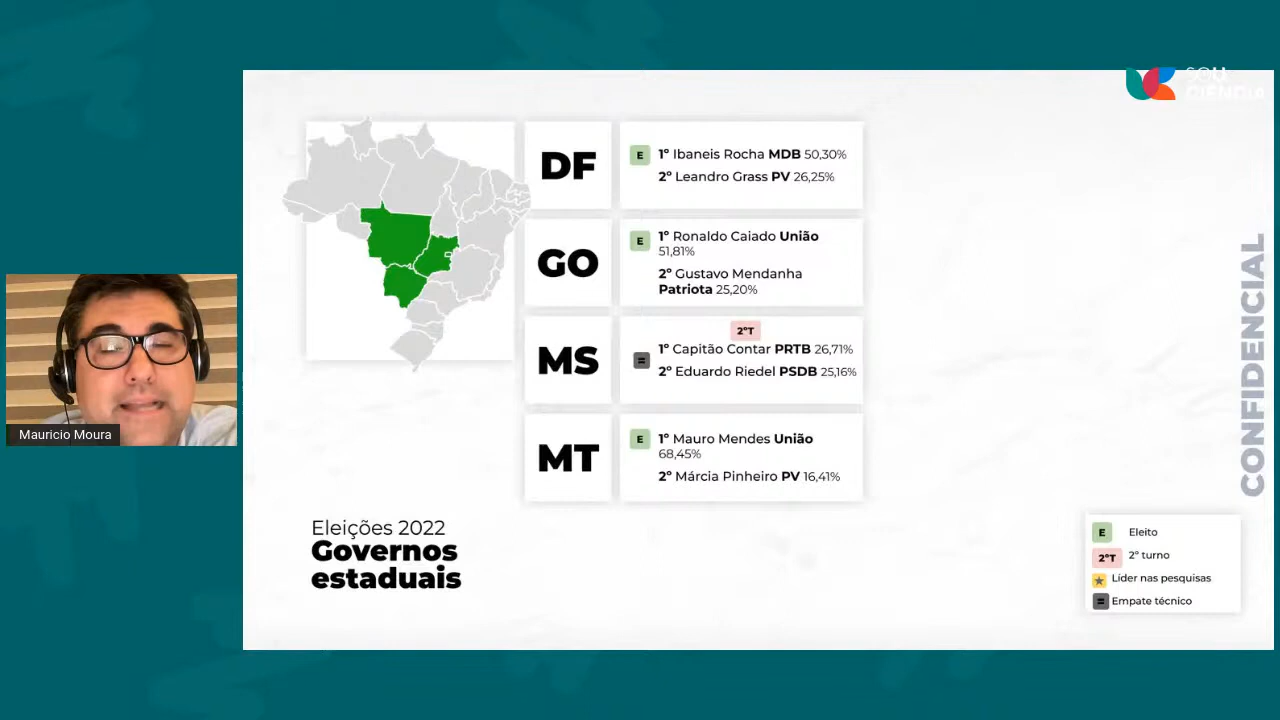 SOU
CIÊNCIA
DF
E 1º Ibaneis Rocha MDB 50,30%
2º Leandro Grass PV 26,25%
GO
E 1º Ronaldo Caiado União
51,81%
2º Gustavo Mendanha
Patriota 25,20%
MS
2ºT
= 1º Capitão Contar PRTB 26,71%
2º Eduardo Riedel PSDB 25,16%
MT
E 1º Mauro Mendes União
68,45%
2º Márcia Pinheiro PV 16,41%
Eleições 2022
Governos
estaduais
CONFIDENCIAL
E Eleito
2ºT 2º turno
Líder nas pesquisas
= Empate técnico
Mauricio Moura